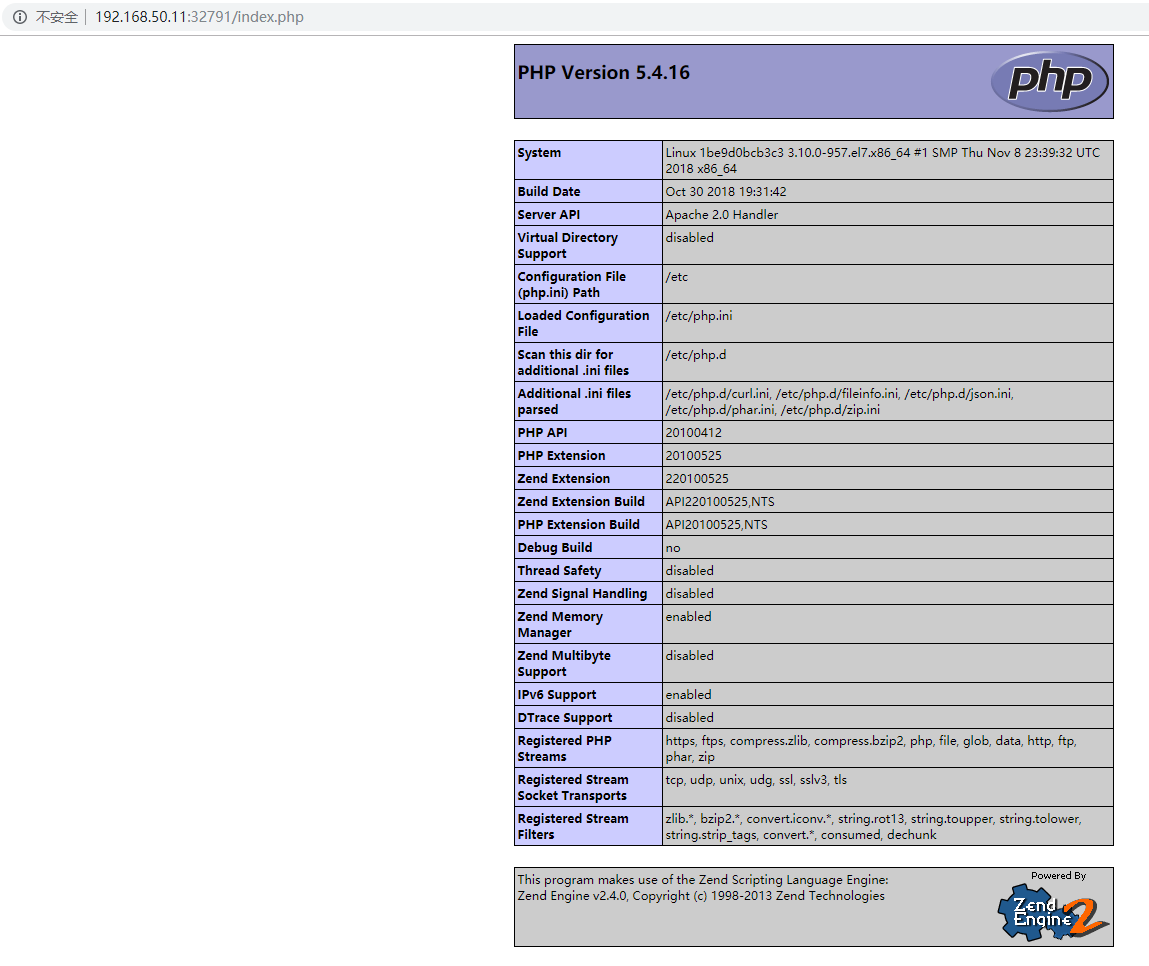 不安全 192.168.50.11:32791/index.php
PHP Version 5.4.16
php
System
Linux 1be9d0bcb3c3 3.10.0-957.el7.x86_64 #1 SMP Thu Nov 8 23:39:32 UTC
2018 x86_64
Build Date
Oct 30 2018 19:31:42
Server API
Apache 2.0 Handler
Virtual Directory
Support
disabled
Configuration File
(php.ini) Path
/etc
Loaded Configuration
File
/etc/php.ini
Scan this dir for
additional .ini files
/etc/php.d
Additional .ini files
parsed
/etc/php.d/curl.ini, /etc/php.d/fileinfo.ini, /etc/php.d/json.ini,
/etc/php.d/phar.ini, /etc/php.d/zip.ini
PHP API
20100412
PHP Extension
20100525
Zend Extension
220100525
Zend Extension Build
API220100525,NTS
PHP Extension Build
API20100525,NTS
Debug Build
no
Thread Safety
disabled
Zend Signal Handling
disabled
Zend Memory
Manager
enabled
Zend Multibyte
Support
disabled
IPv6 Support
enabled
DTrace Support
disabled
Registered PHP
Streams
https, ftps, compress.zlib, compress.bzip2, php, file, glob, data, http, ftp,
phar, zip
Registered Stream
Socket Transports
tcp, udp, unix, udg, ssl, sslv3, tls
Registered Stream
Filters
zlib.*, bzip2.*, convert.iconv.*, string.rot13, string.toupper, string.tolower,
string.strip_tags, convert.*, consumed, dechunk
This program makes use of the Zend Scripting Language Engine:
Zend Engine v2.4.0, Copyright (c) 1998-2013 Zend Technologies
Powered By
Zend
Engine 2